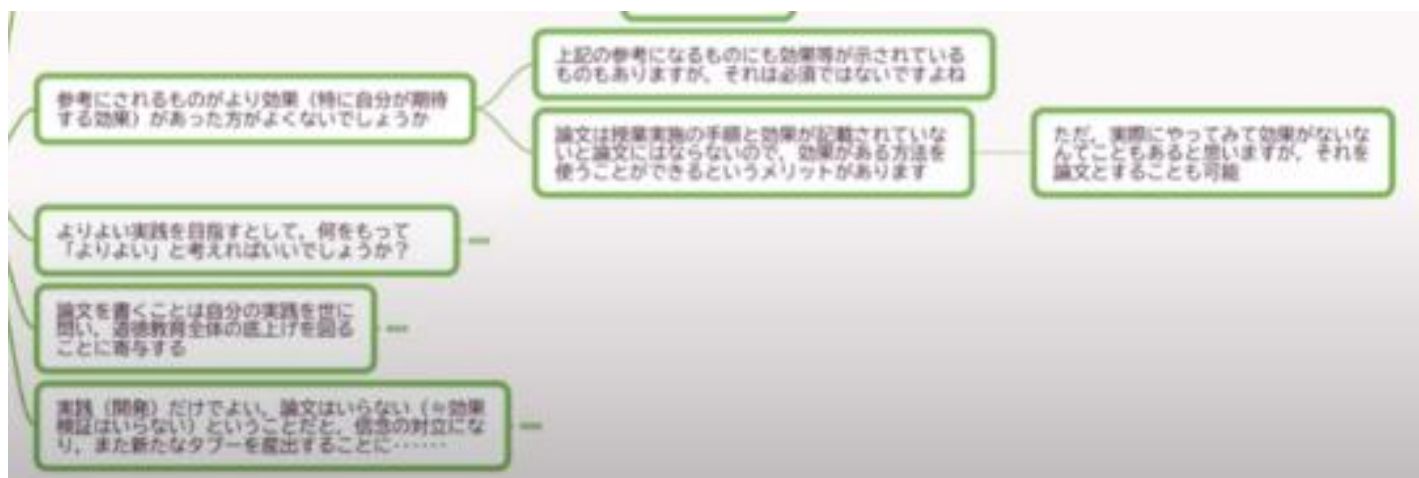 参考にされるものがより効果（特に自分が期待
する効果）があった方がよくないでしょうか
上記の参考になるものにも効果等が示されている
ものもありますが、それは必須ではないですよね
論文は授業実施の手順と効果が記載されていな
いと論文にはならないので、効果がある方法を
使うことができるというメリットがあります
ただ、実際にやってみて効果がないな
んてこともあると思いますが、それを
論文とすることも可能
よりよい実践を目指すとして、何をもって
「よりよい」と考えればいいでしょうか？
論文を書くことは自分の実践を世に
問い、道徳教育全体の底上げを図る
ことに寄与する
実践（開発）だけでよい、論文はいらない（≒効果
検証はいらない）ということだと、信念の対立にな
り、また新たなタブーを産出することに……